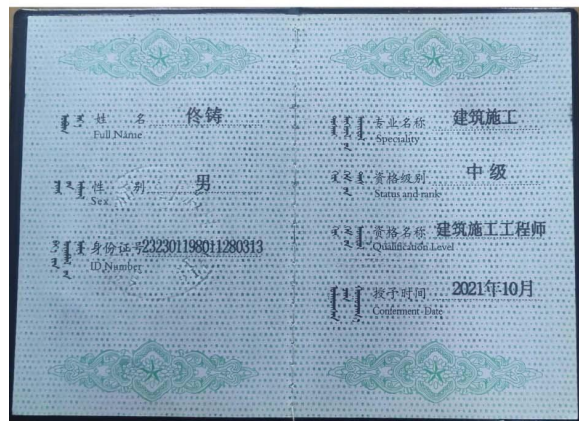 姓 名 佟铸
Full Name
性 别 男
Sex
身份证号232301198011280313
ID Number
专业名称 建筑施工
Speciality
资格级别 中级
Status and rank
资格名称 建筑施工工程师
Qualification Level
授予时间 2021年10月
Conferment Date